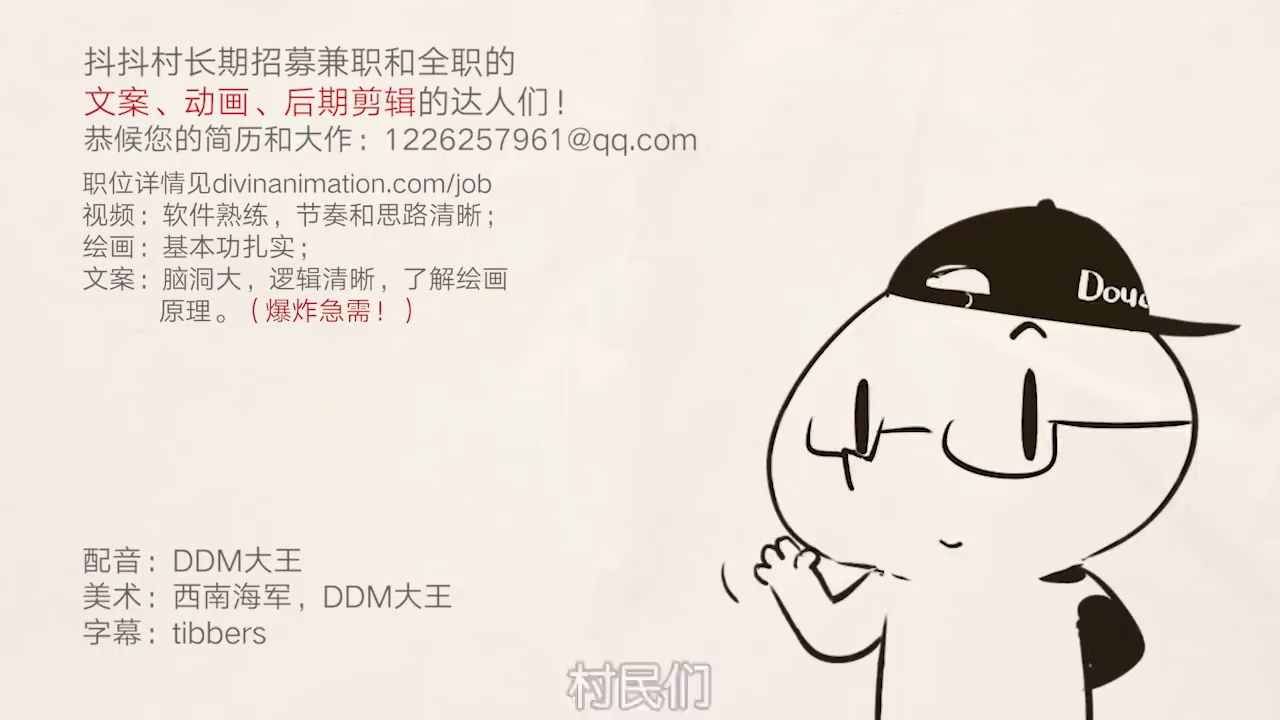 抖抖村长期招募兼职和全职的
文案、动画、后期剪辑的达人们！
恭候您的简历和大作：1226257961@qq.com
职位详情见divinanimation.com/job
视频：软件熟练，节奏和思路清晰；
绘画：基本功扎实；
文案：脑洞大，逻辑清晰，了解绘画
原理。（爆炸急需！）
配音：DDM大王
美术：西南海军，DDM大王
字幕：tibbers
村民们